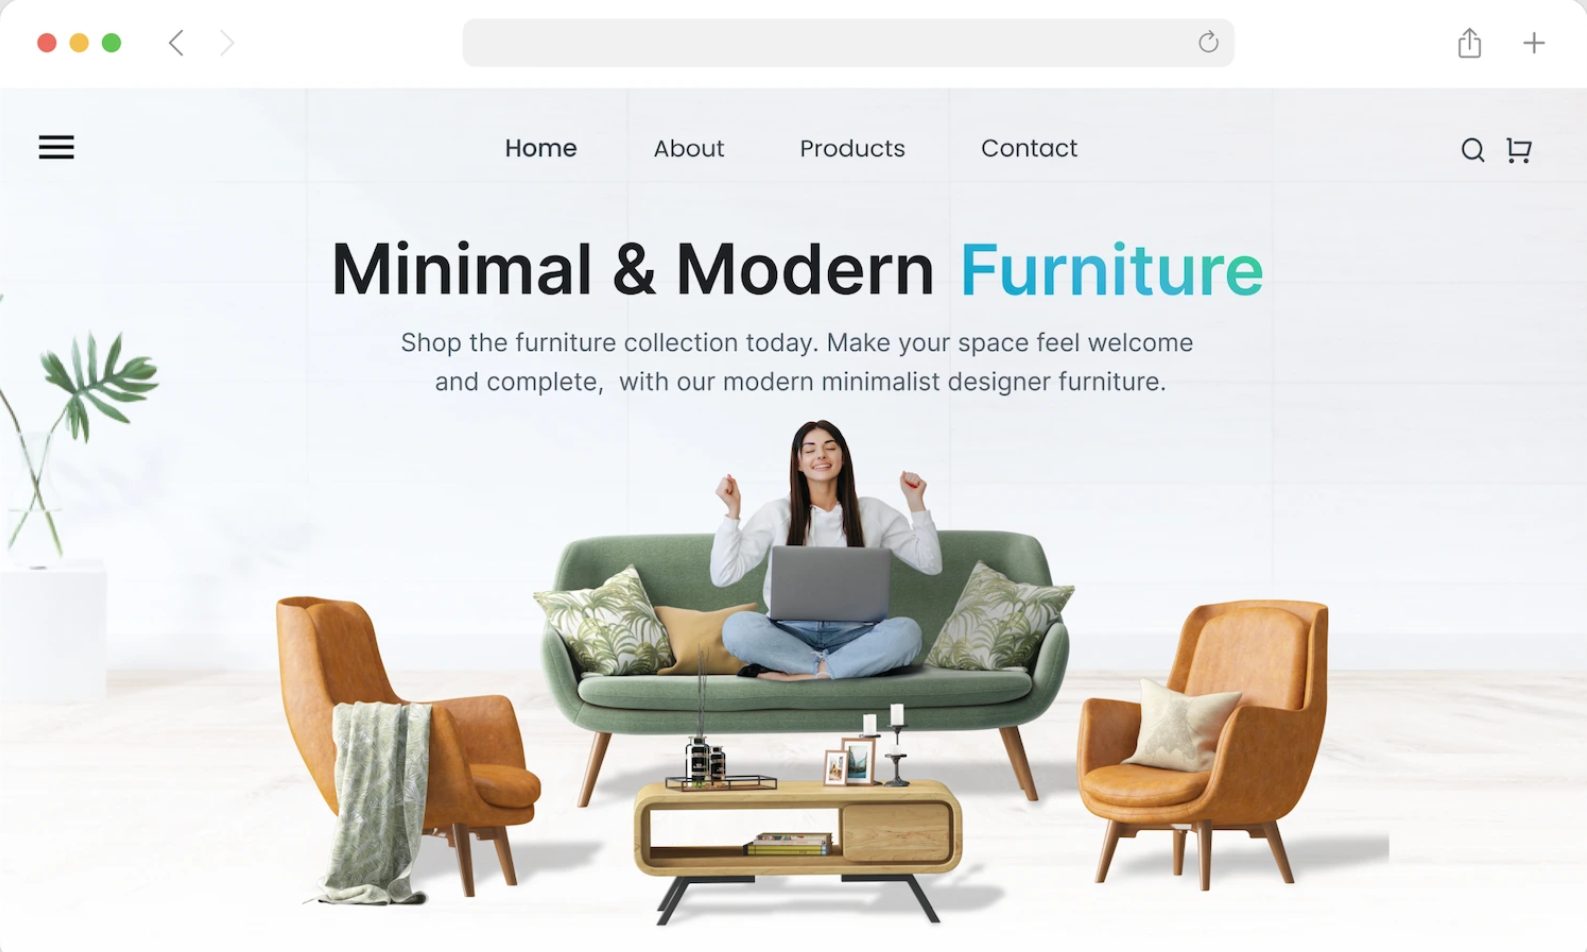 Home About Products Contact
Minimal & Modern Furniture
Shop the furniture collection today. Make your space feel welcome
and complete,  with our modern minimalist designer furniture.